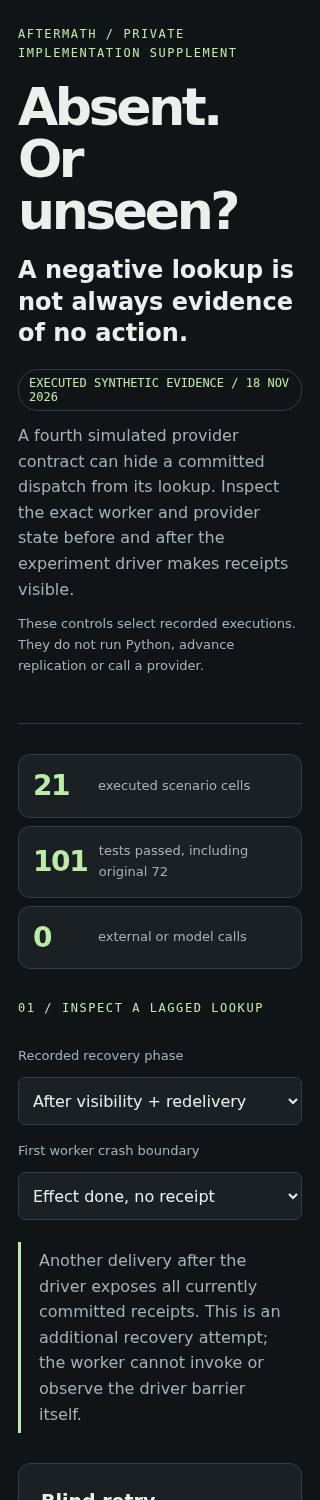 AFTERMATH / PRIVATE
IMPLEMENTATION SUPPLEMENT
Absent.
Or
unseen?
A negative lookup is
not always evidence
of no action.
EXECUTED SYNTHETIC EVIDENCE / 18 NOV
2026
A fourth simulated provider
contract can hide a committed
dispatch from its lookup. Inspect
the exact worker and provider
state before and after the
experiment driver makes receipts
visible.
These controls select recorded executions.
They do not run Python, advance
replication or call a provider.
21 executed scenario cells
101 tests passed, including
original 72
0 external or model calls
01 / INSPECT A LAGGED LOOKUP
Recorded recovery phase
After visibility + redelivery
First worker crash boundary
Effect done, no receipt
Another delivery after the
driver exposes all currently
committed receipts. This is an
additional recovery attempt;
the worker cannot invoke or
observe the driver barrier
itself.
Blind retry